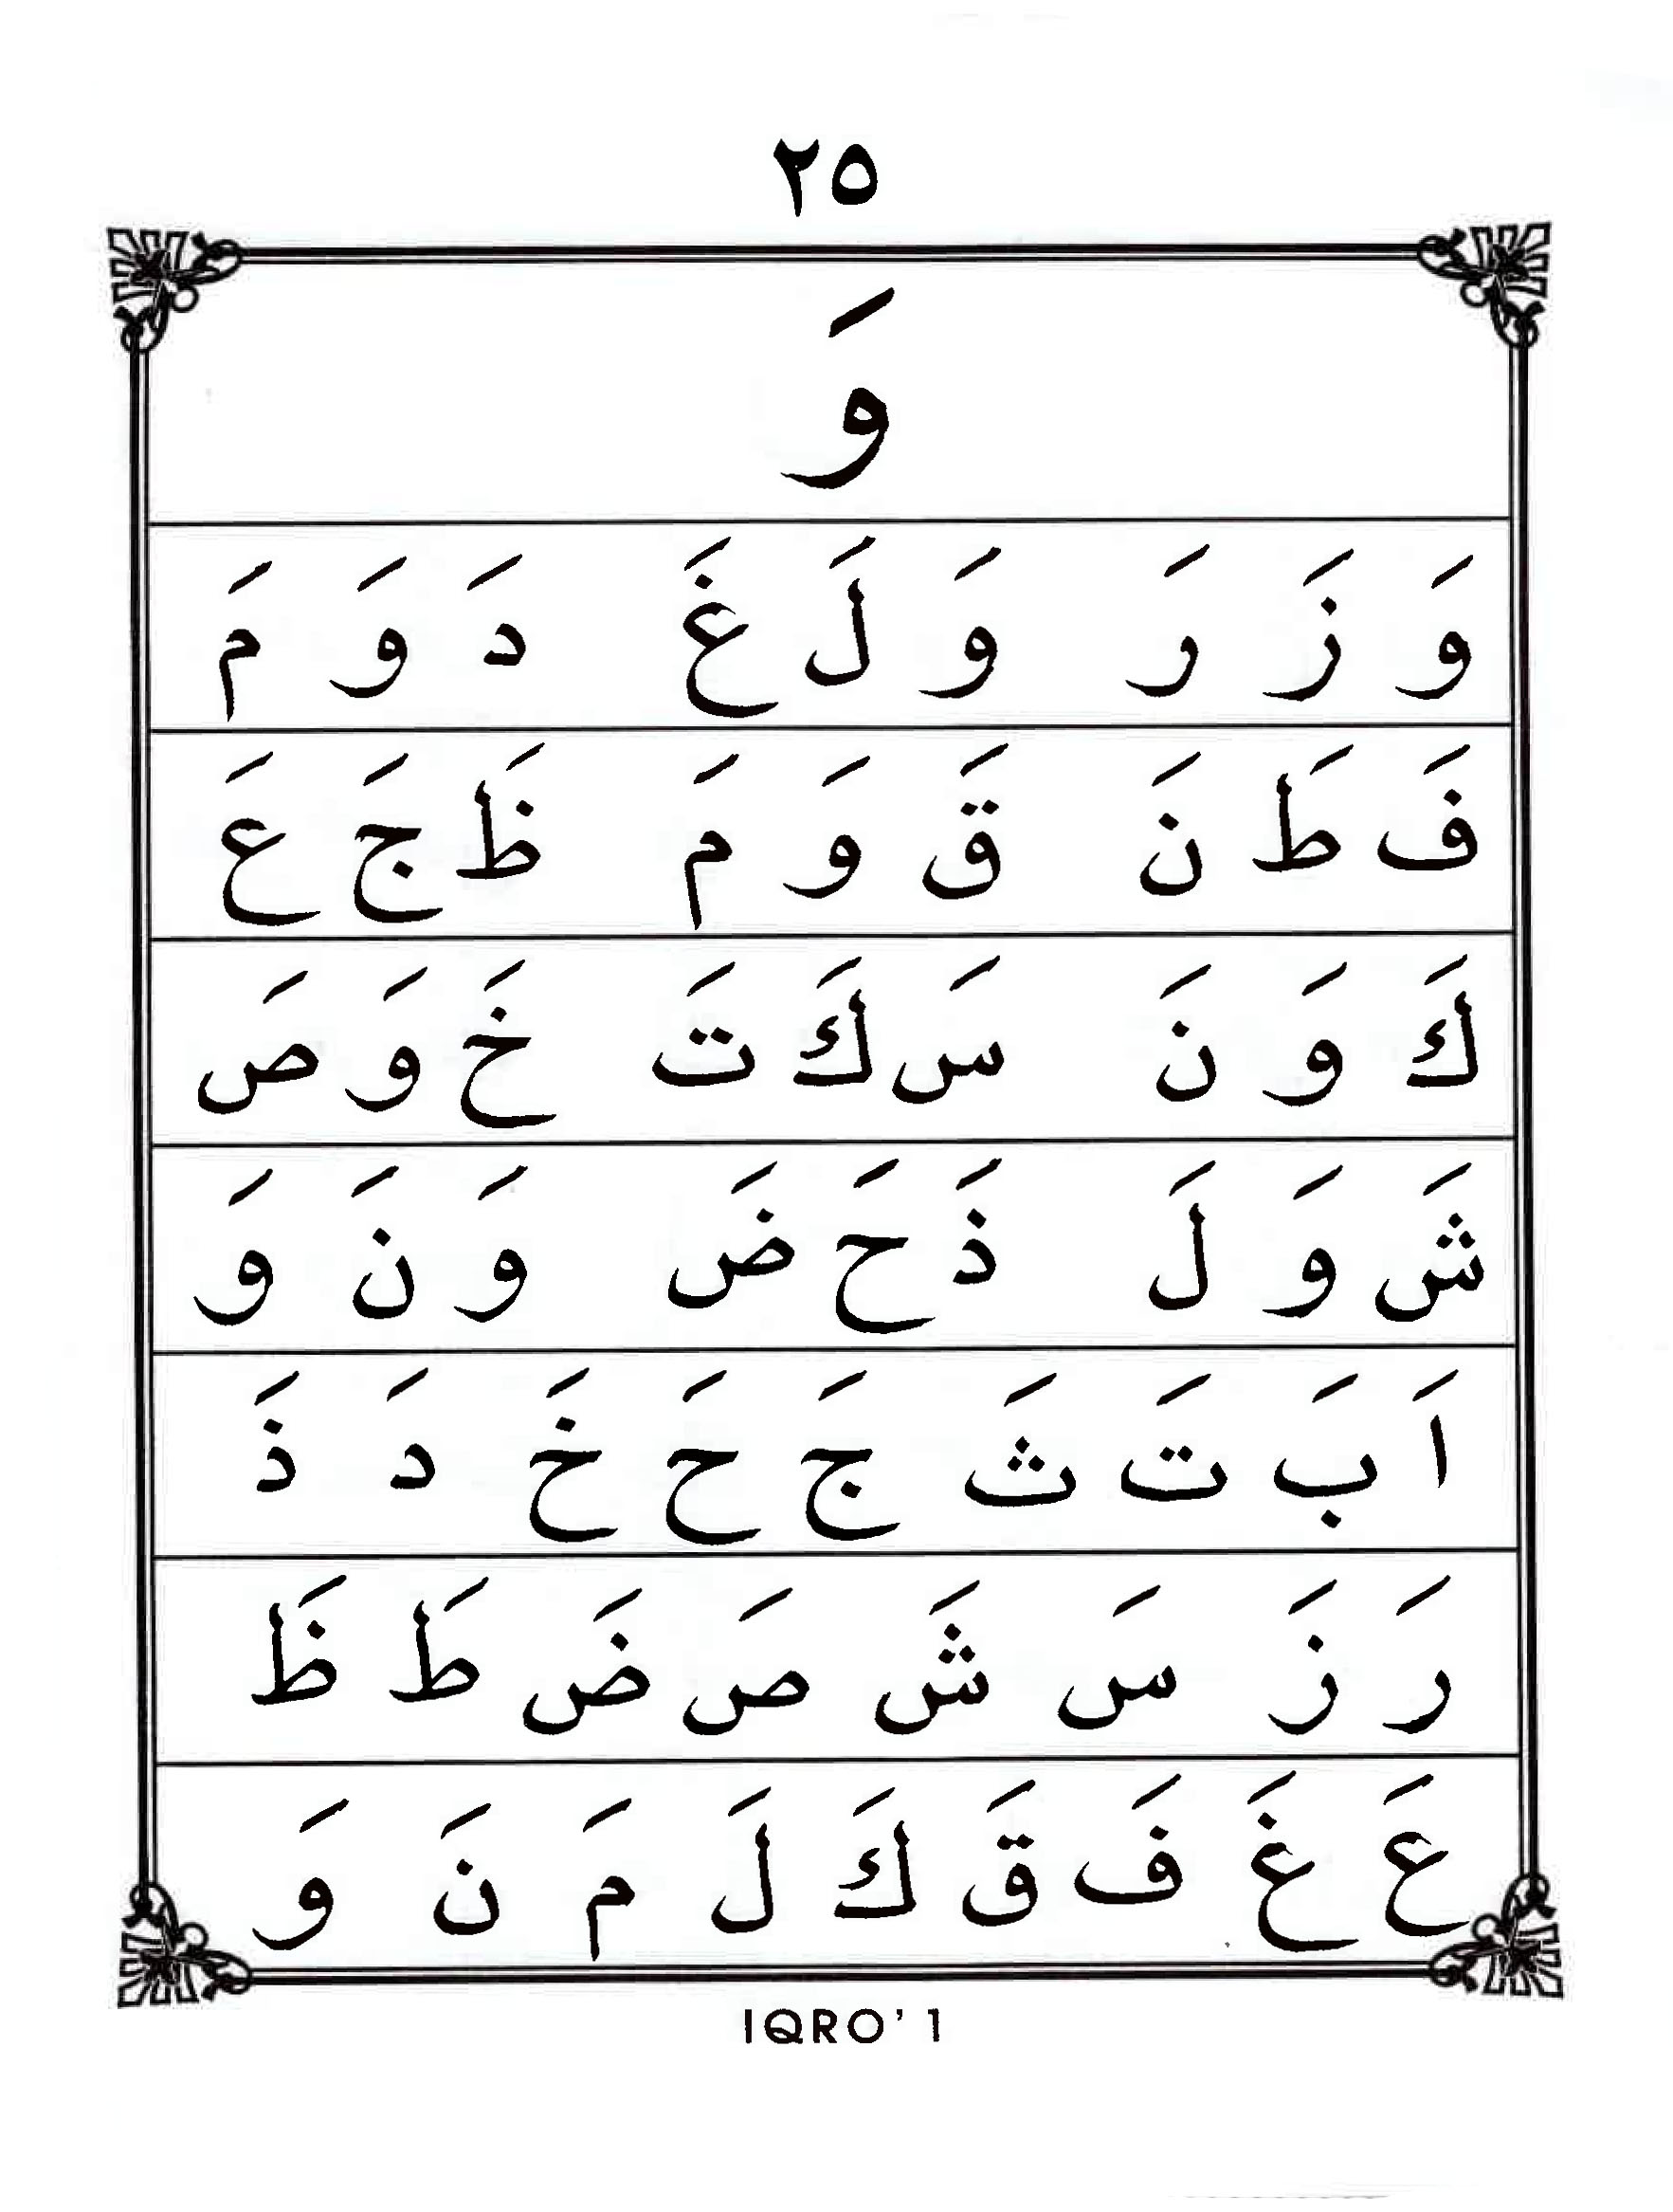 ٢٥
وَ
وَ زَ رَ وَ لَ غَ دَ وَ مَ
فَ طَ نَ قَ وَ مَ ظَ جَ عَ
كَ وَ نَ سَ كَ تَ خَ وَ صَ
شَ وَ لَ ذَ حَ ضَ وَ نَ وَ
اَ بَ تَ ثَ جَ حَ خَ دَ ذَ
رَ زَ سَ شَ صَ ضَ طَ ظَ
عَ غَ فَ قَ كَ لَ مَ نَ وَ
IQRO' 1